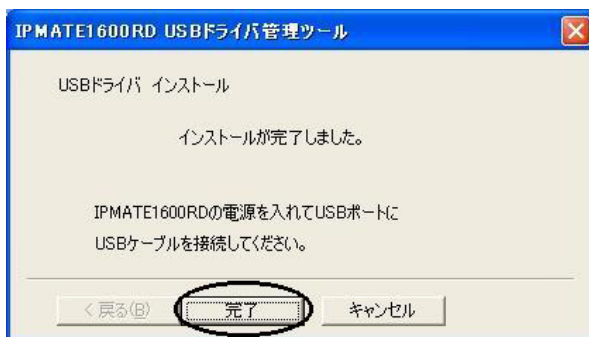 IPMATE1600RD USBドライバ管理ツール
USBドライバ インストール
インストールが完了しました。
IPMATE1600RDの電源を入れてUSBポートに
USBケーブルを接続してください。
< 戻る(B) 完了 キャンセル